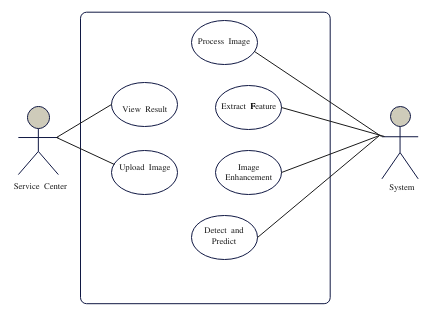 Process Image
View Result
Extract Feature
Upload Image
Image
Enhancement
Service Center
System
Detect and
Predict